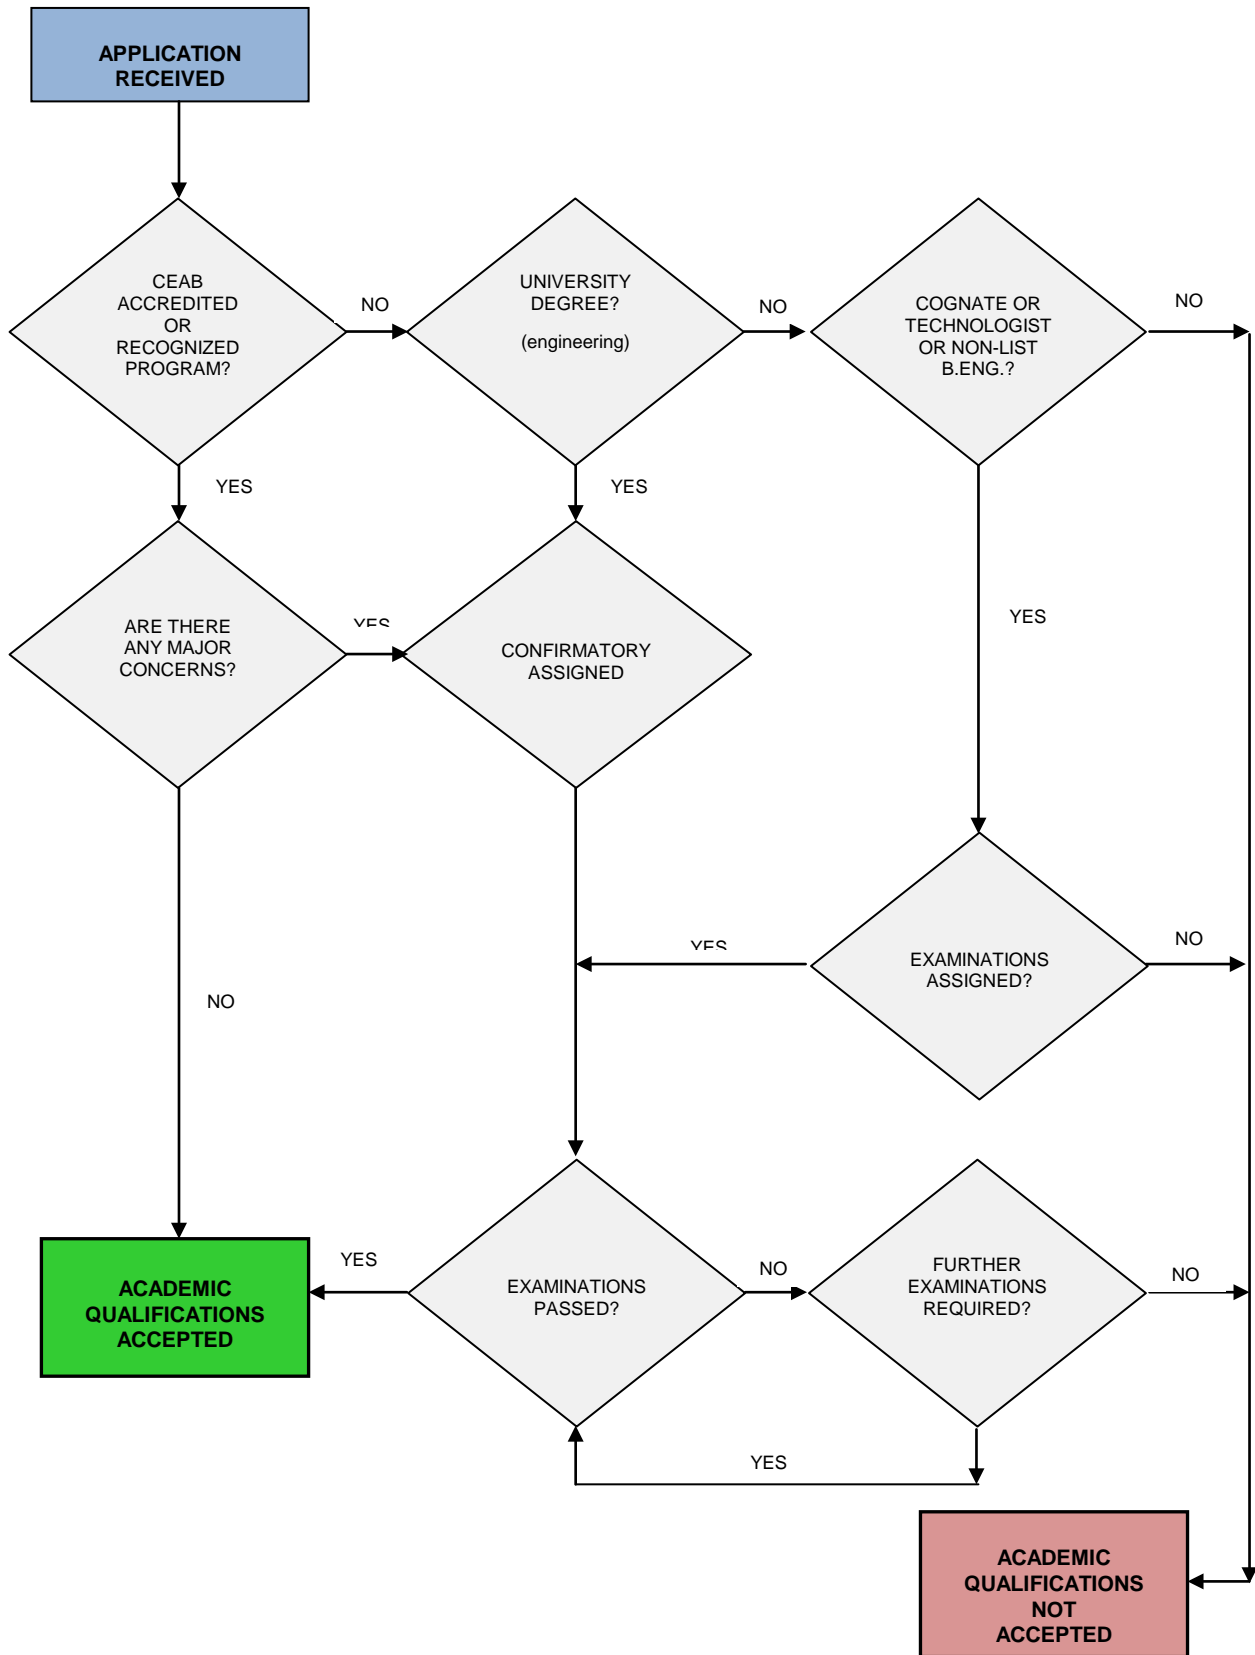 APPLICATION
RECEIVED
CEAB
ACCREDITED
OR
RECOGNIZED
PROGRAM?
NO
UNIVERSITY
DEGREE?
(engineering)
NO
COGNATE OR
TECHNOLOGIST
OR NON-LIST
B.ENG.?
NO
YES
YES
YES
ARE THERE
ANY MAJOR
CONCERNS?
YES
CONFIRMATORY
ASSIGNED
NO
YES
EXAMINATIONS
ASSIGNED?
NO
ACADEMIC
QUALIFICATIONS
ACCEPTED
YES
EXAMINATIONS
PASSED?
NO
FURTHER
EXAMINATIONS
REQUIRED?
NO
YES
ACADEMIC
QUALIFICATIONS
NOT
ACCEPTED